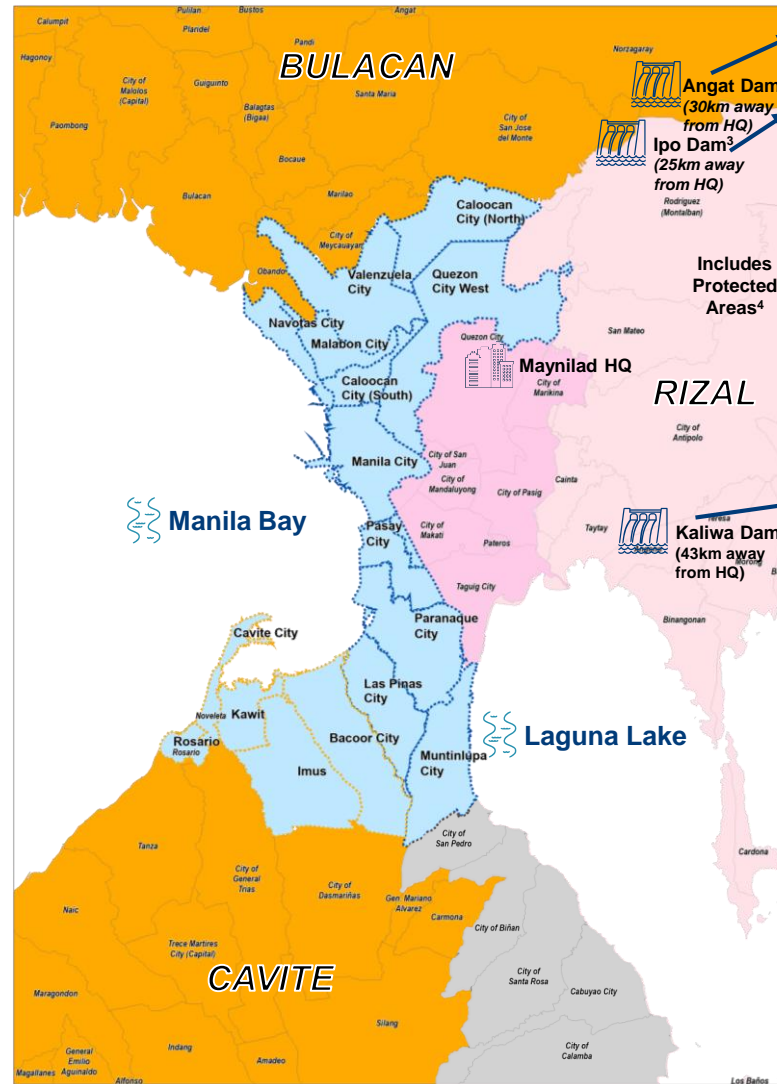 Pulilan
Bustos
Angat
Calumpit
Plandel
Pandi
Norzagaray
Hagonoy
BULACAN
City of
Malolos
(Capital)
Guiguinto
Santa Maria
Angat Dam
(30km away
from HQ)
Balagtas
(Bigaa)
City of
San Jose
del Monte
Paombong
Ipo Dam³
(25km away
from HQ)
Bocaue
Bulacan
Marilao
Caloocan
City (North)
Rodriguez
(Montalban)
City of
Meycauayan
Obando
Valenzuela
City
Quezon
City West
Includes
Protected
Areas⁴
Navotas City
Malabon City
Quezon City
San Mateo
Maynilad HQ
Caloocan
City (South)
City of
Marikina
RIZAL
City of
Antipolo
Manila City
City of San
Juan
City of
Mandaluyong
City of Pasig
Cainta
Manila Bay
Pasay
City
City of
Makati
Pateros
Taytay
Teresa
Kaliwa Dam
(43km away
from HQ)
Morong
Taguig City
Binangonan
Paranaque
City
Cavite City
Las Pinas
City
Noveleta
Kawit
Rosario
Rosario
Bacoor City
Muntinlupa
City
Laguna Lake
Imus
City of
San Pedro
Tanza
City of
General
Trias
City of
Dasmariñas
Gen. Mariano
Alvarez
Carmona
Cardona
Naic
City of Biñan
Trece Martires
City (Capital)
City of
Santa Rosa
CAVITE
Cabuyao City
Maragondon
Silang
City of
Calamba
General
Emilio
Aguinaldo
Indang
Amadeo
Magallanes
Alfonso
Los Baños